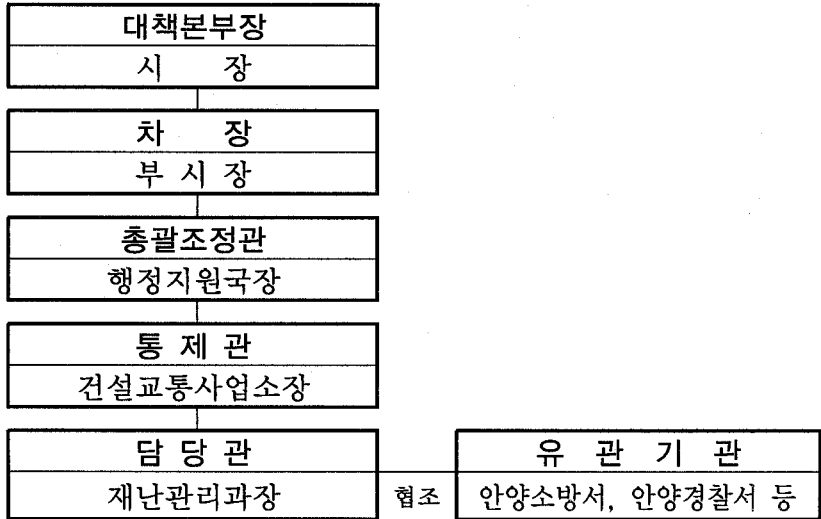 대책본부장
시 장
차 장
부 시 장
총괄조정관
행정지원국장
통 제 관
건설교통사업소장
담 당 관
유 관 기 관
재난관리과장
협조
안양소방서, 안양경찰서 등